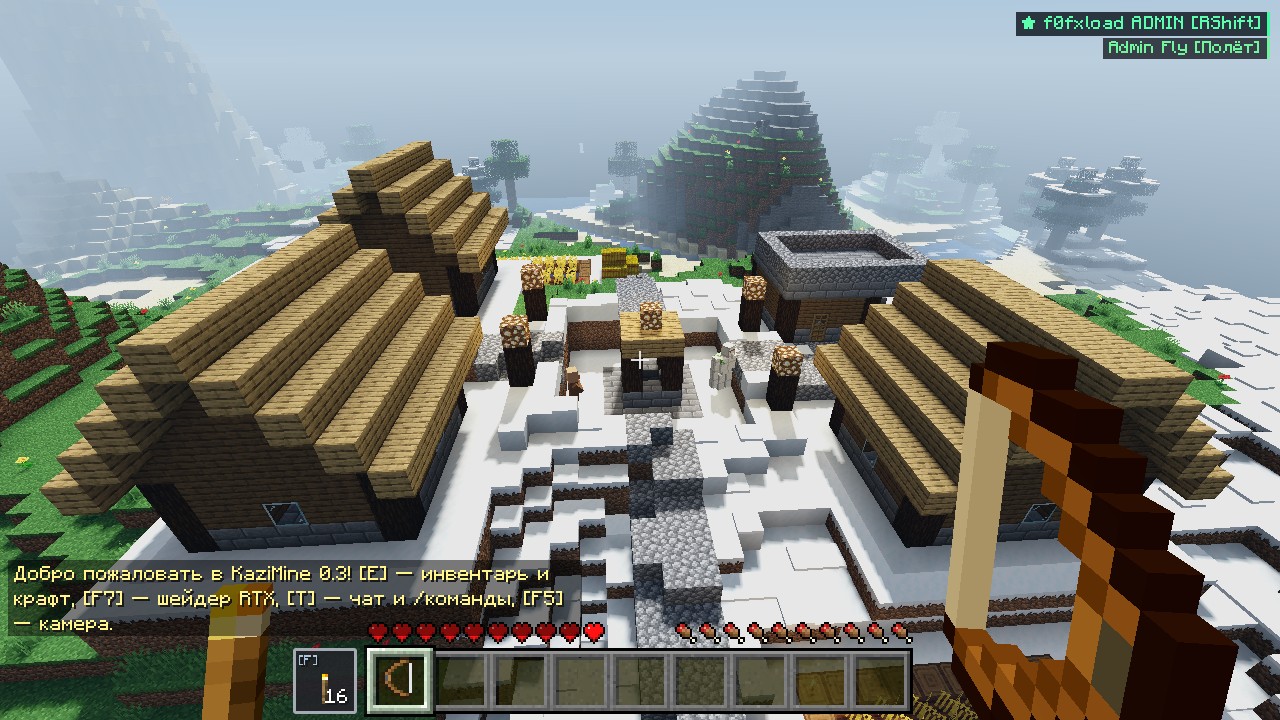 ★ f0fxload ADMIN [RShift]
Admin Fly [Полёт]
Добро пожаловать в KaziMine 0.3! [E] — инвентарь и
крафт, [F7] — шейдер RTX, [T] — чат и /команды, [F5]
— камера.
[F]
16